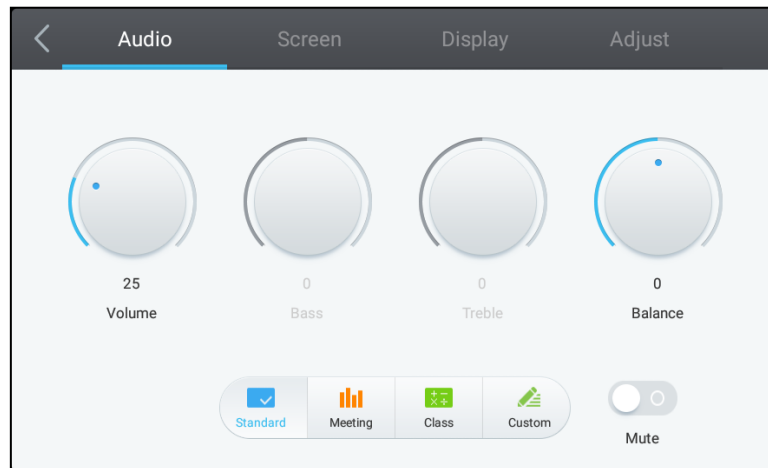 Audio Screen Display Adjust
25 0 0 0
Volume Bass Treble Balance
Standard Meeting Class Custom
Mute